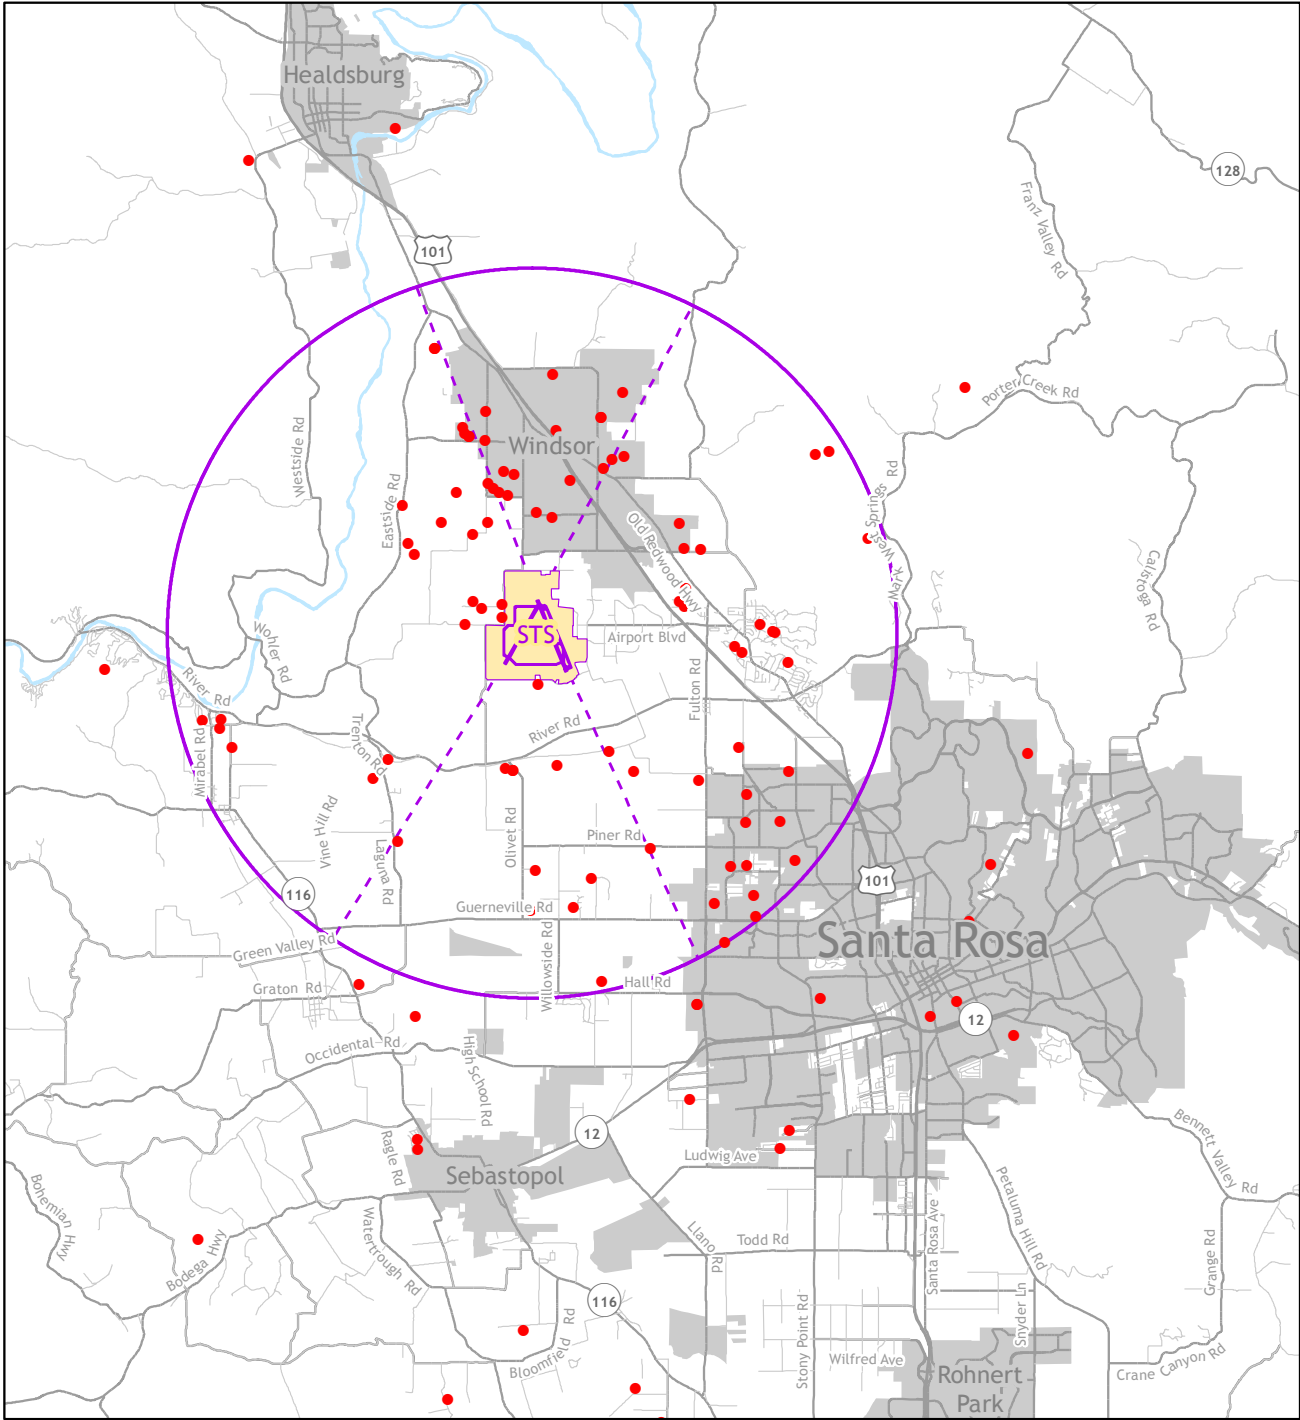 Healdsburg
128
101
Franz Valley Rd
Porter Creek Rd
Westside Rd
Windsor
Eastside Rd
Old Redwood Hwy
Mark West Springs Rd
Calistoga Rd
STS
Airport Blvd
Wohler Rd
River Rd
Fulton Rd
River Rd
Trenton Rd
Mirabel Rd
Vine Hill Rd
Olivet Rd
Piner Rd
Laguna Rd
101
116
Guerneville Rd
Santa Rosa
Green Valley Rd
Willowside Rd
Hall Rd
Graton Rd
12
Occidental Rd
High School Rd
12
Ragle Rd
Ludwig Ave
Sebastopol
Bennett Valley Rd
Bohemian Hwy
Petaluma Hill Rd
Santa Rosa Ave
Watertrough Rd
Llano Rd
Todd Rd
Bodega Hwy
Grange Rd
116
Snyder Ln
Stony Point Rd
Bloomfield Rd
Wilfred Ave
Crane Canyon Rd
Rohnert
Park